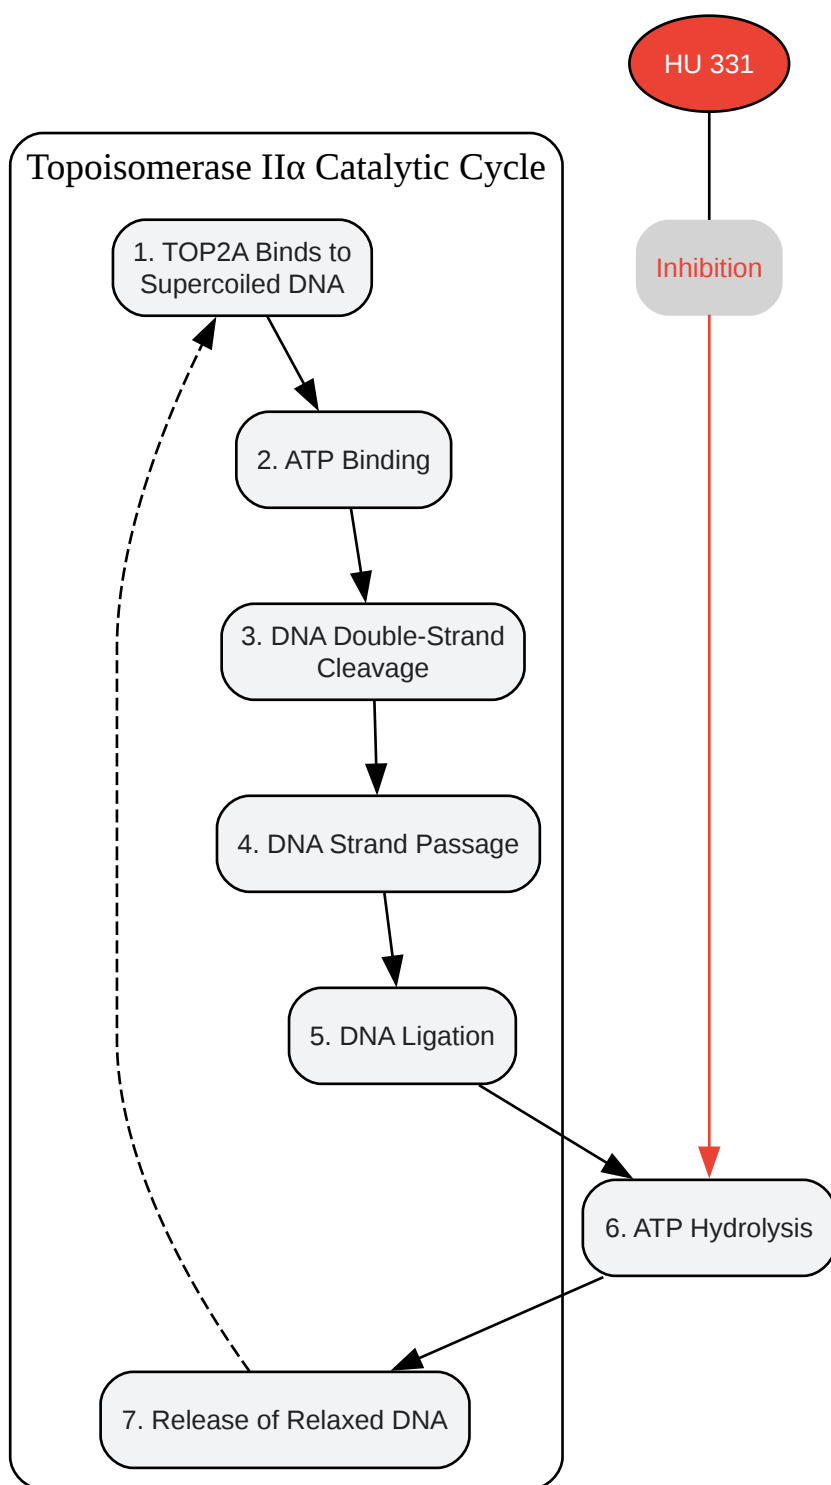 HU 331
Topoisomerase IIα Catalytic Cycle
1. TOP2A Binds to
Supercoiled DNA
Inhibition
2. ATP Binding
3. DNA Double-Strand
Cleavage
4. DNA Strand Passage
5. DNA Ligation
6. ATP Hydrolysis
7. Release of Relaxed DNA